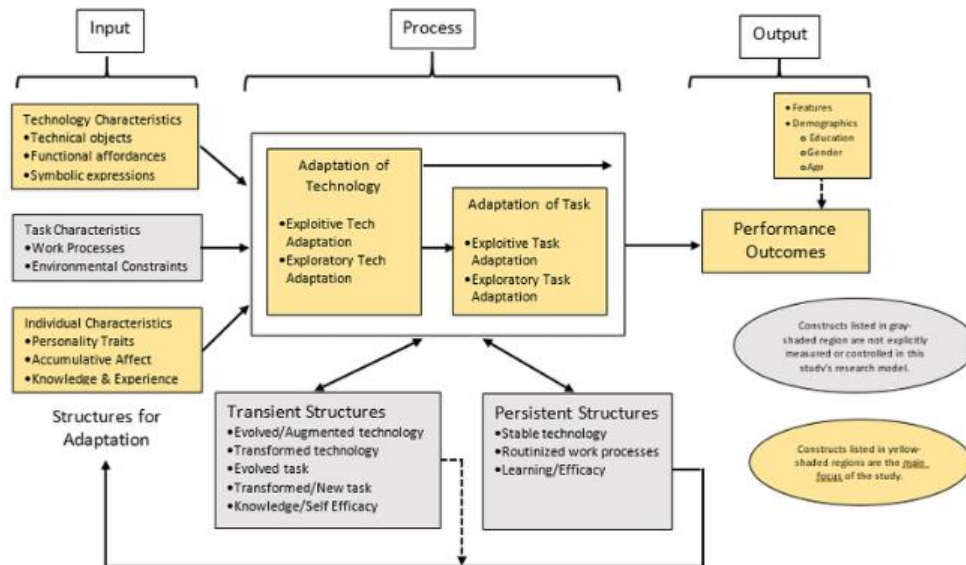 Input
Process
Output
Technology Characteristics
•Technical objects
•Functional affordances
•Symbolic expressions
Task Characteristics
•Work Processes
•Environmental Constraints
Individual Characteristics
•Personality Traits
•Accumulative Affect
•Knowledge & Experience
Structures for
Adaptation
Adaptation of
Technology
•Exploitive Tech
Adaptation
•Exploratory Tech
Adaptation
Adaptation of Task
•Exploitive Task
Adaptation
•Exploratory Task
Adaptation
Transient Structures
•Evolved/Augmented technology
•Transformed technology
•Evolved task
•Transformed/New task
•Knowledge/Self Efficacy
Persistent Structures
•Stable technology
•Routinized work processes
•Learning/Efficacy
• Features
• Demographics
o Education
o Gender
o Age
Performance
Outcomes
Constructs listed in gray-
shaded region are not explicitly
measured or controlled in this
study's research model.
Constructs listed in yellow-
shaded regions are the main
focus of the study.